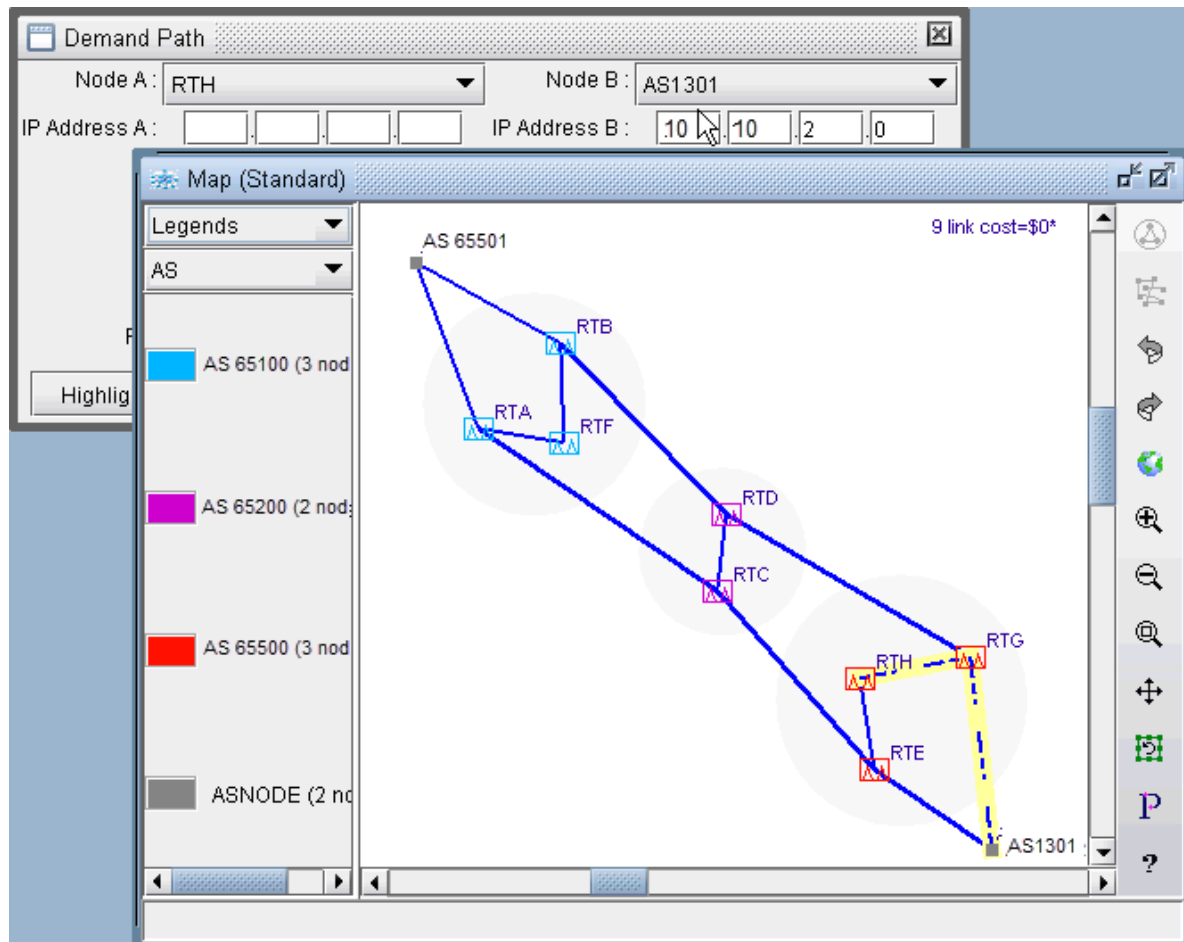 Demand Path
Node A : RTH Node B : AS1301
IP Address A : . . . IP Address B : 10 . 10 . 2 . 0
Map (Standard)
Legends
AS
9 link cost=$0*
AS 65501
RTB
AS 65100 (3 nod
Highlig
RTA
RTF
RTD
AS 65200 (2 nod
RTC
AS 65500 (3 nod
RTG
RTH
RTE
ASNODE (2 no
AS1301
P
?